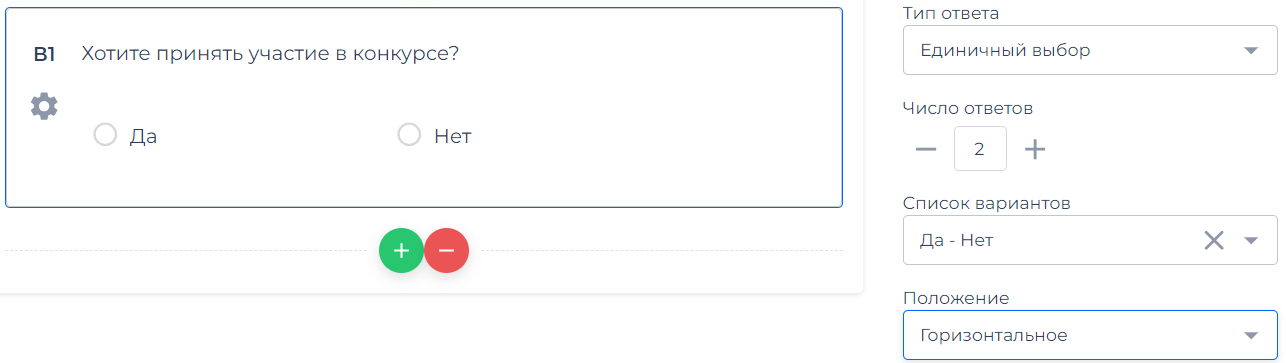 В1 Хотите принять участие в конкурсе?
Да Нет
Тип ответа
Единичный выбор
Число ответов
2
Список вариантов
Да - Нет
Положение
Горизонтальное